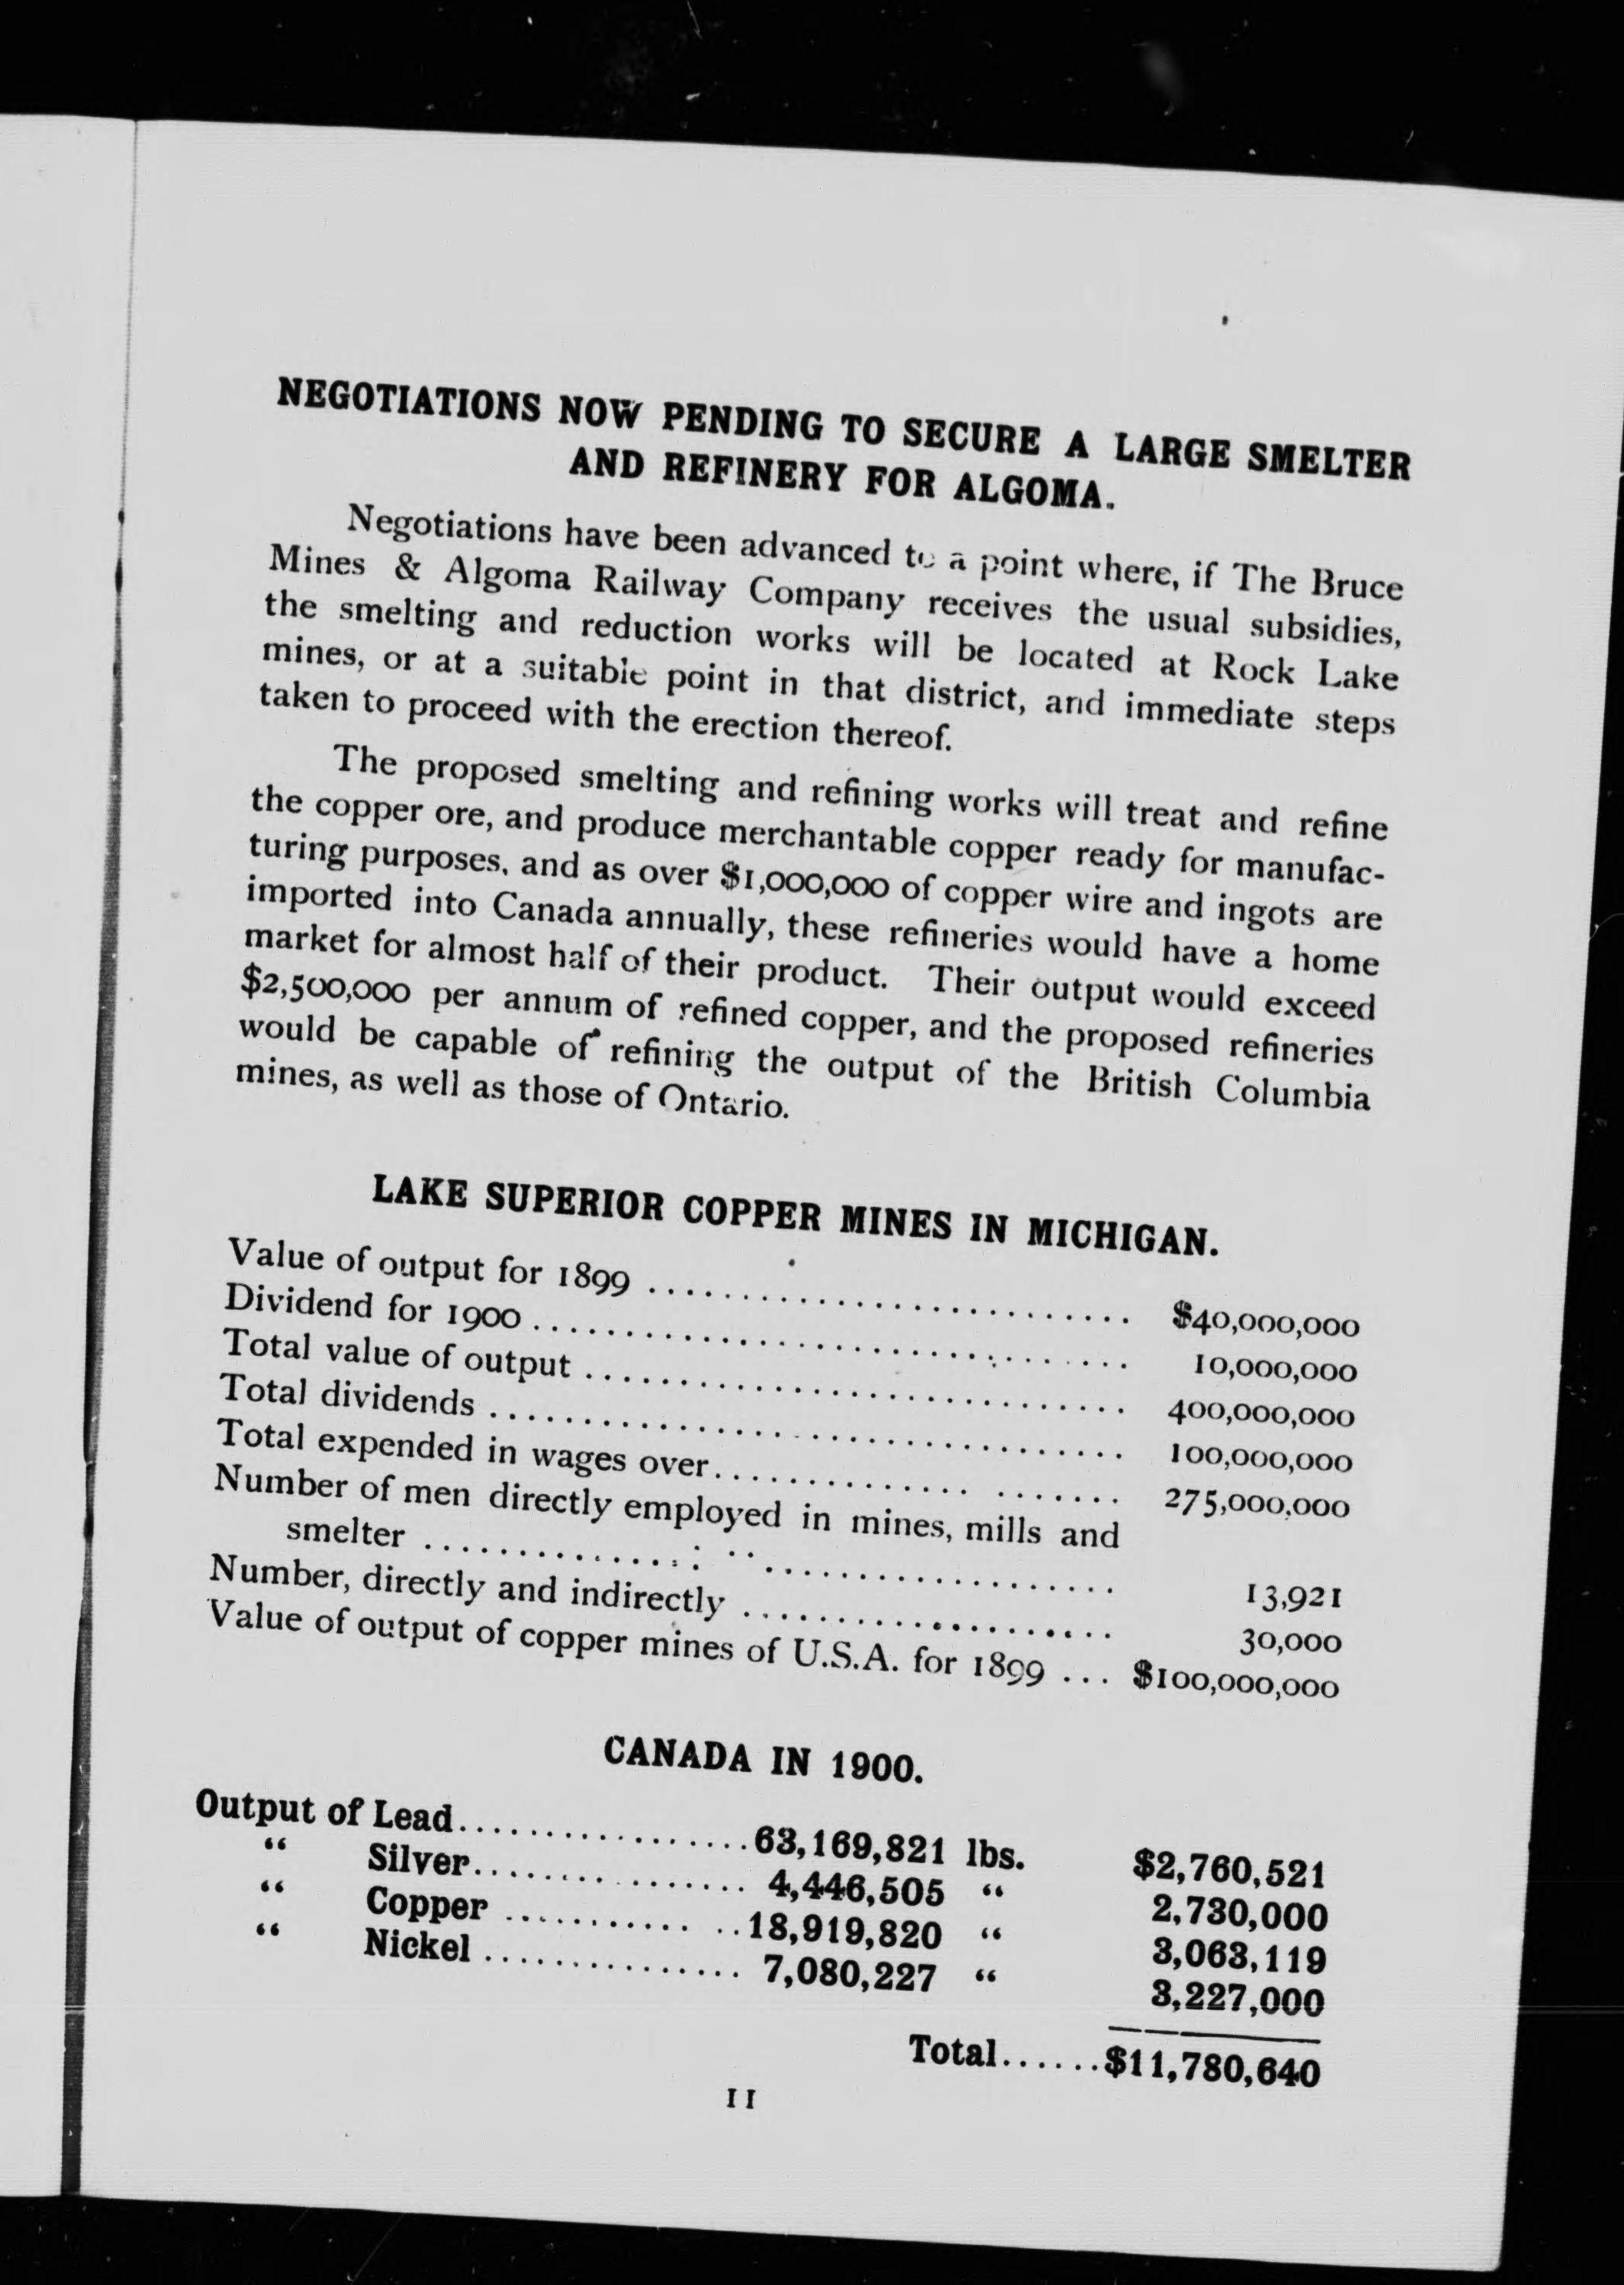 NEGOTIATIONS NOW PENDING TO SECURE A LARGE SMELTER
AND REFINERY FOR ALGOMA.
Negotiations have been advanced to a point where, if The Bruce
Mines & Algoma Railway Company receives the usual subsidies,
the smelting and reduction works will be located at Rock Lake
mines, or at a suitable point in that district, and immediate steps
taken to proceed with the erection thereof.
The proposed smelting and refining works will treat and refine
the copper ore, and produce merchantable copper ready for manufac-
turing purposes, and as over $1,000,000 of copper wire and ingots are
imported into Canada annually, these refineries would have a home
market for almost half of their product. Their output would exceed
$2,500,000 per annum of refined copper, and the proposed refineries
would be capable of refining the output of the British Columbia
mines, as well as those of Ontario.
LAKE SUPERIOR COPPER MINES IN MICHIGAN.
Value of output for 1899 .......................... $40,000,000
Dividend for 1900 ................................ 10,000,000
Total value of output ............................. 400,000,000
Total dividends .................................. 100,000,000
Total expended in wages over...................... 275,000,000
Number of men directly employed in mines, mills and
smelter ..................................... 13,921
Number, directly and indirectly .................... 30,000
Value of output of copper mines of U.S.A. for 1899 ... $100,000,000
CANADA IN 1900.
Output of Lead.................63,169,821 lbs. $2,760,521
“ Silver............... 4,446,505 “ 2,730,000
“ Copper .............18,919,820 “ 3,063,119
“ Nickel ............... 7,080,227 “ 3,227,000
Total......$11,780,640
11